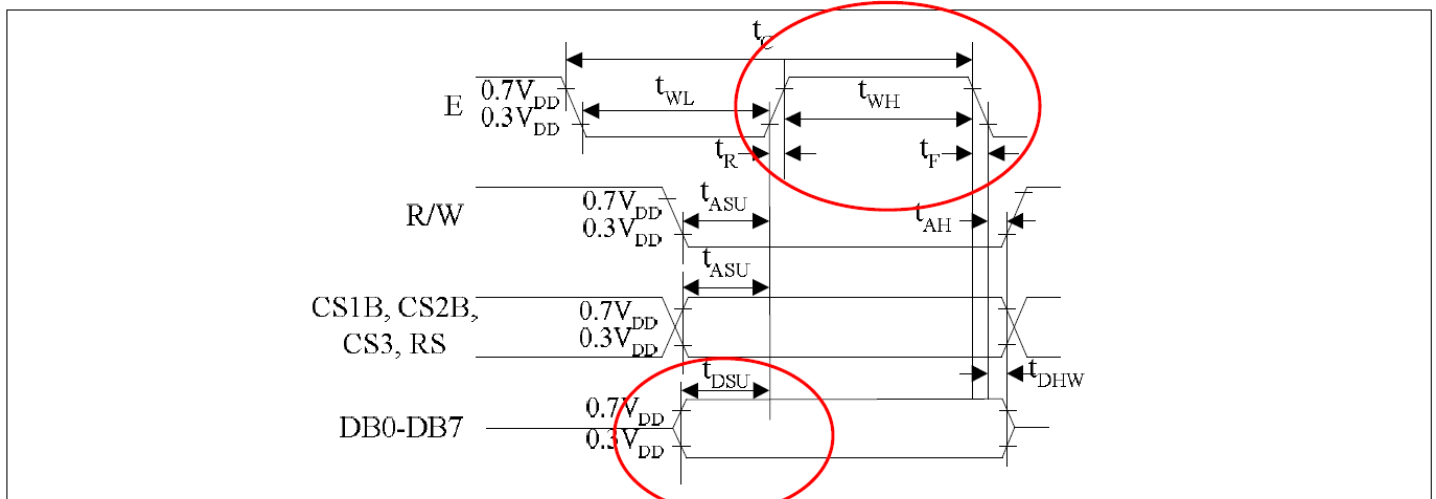 tC
E 0.7VDD tWL tWH
0.3VDD
tR tF
R/W 0.7VDD tASU tAH
0.3VDD
tASU
CS1B, CS2B, 0.7VDD
CS3, RS 0.3VDD
tDSU tDHW
DB0-DB7 0.7VDD
0.3VDD